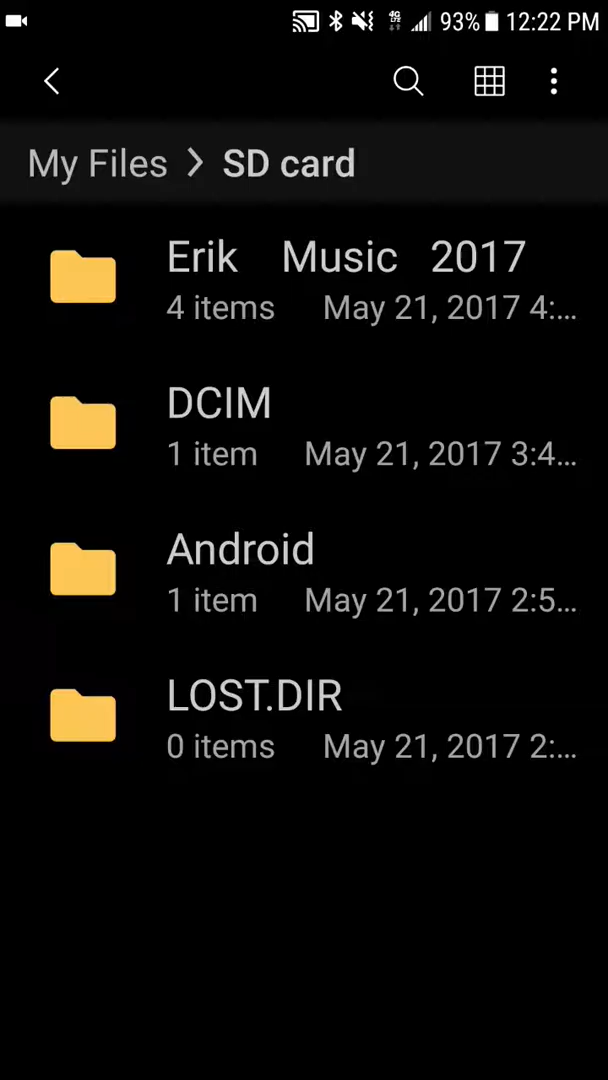 4G LTE 93% 12:22 PM
My Files > SD card
Erik Music 2017
4 items May 21, 2017 4:...
DCIM
1 item May 21, 2017 3:4...
Android
1 item May 21, 2017 2:5...
LOST.DIR
0 items May 21, 2017 2:...